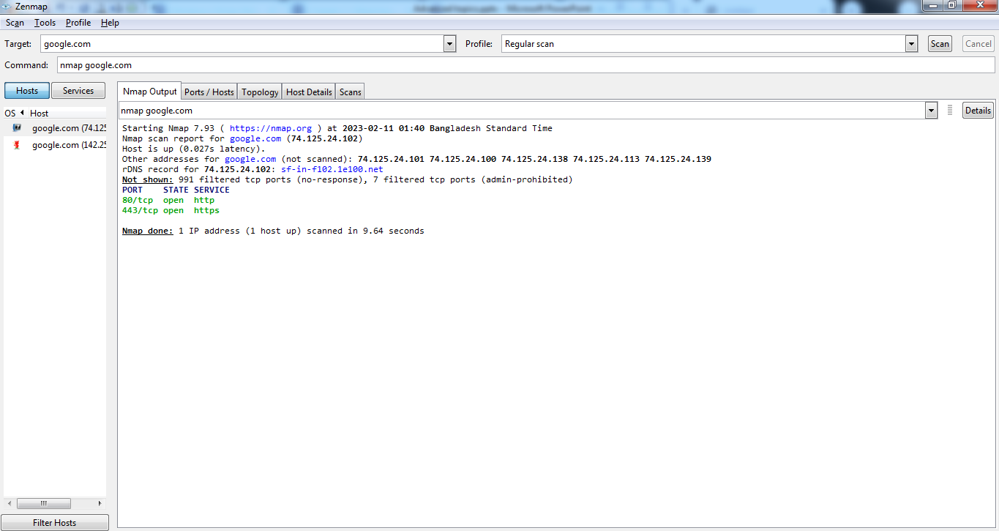 Zenmap
Scan Tools Profile Help
Target: google.com Profile: Regular scan Scan Cancel
Command: nmap google.com
Hosts Services
OS Host
google.com (74.125
google.com (142.25
Filter Hosts
Nmap Output Ports / Hosts Topology Host Details Scans
nmap google.com Details
Starting Nmap 7.93 ( https://nmap.org ) at 2023-02-11 01:40 Bangladesh Standard Time
Nmap scan report for google.com (74.125.24.102)
Host is up (0.027s latency).
Other addresses for google.com (not scanned): 74.125.24.101 74.125.24.100 74.125.24.138 74.125.24.113 74.125.24.139
rDNS record for 74.125.24.102: sf-in-f102.1e100.net
Not shown: 991 filtered tcp ports (no-response), 7 filtered tcp ports (admin-prohibited)
PORT STATE SERVICE
80/tcp open http
443/tcp open https
Nmap done: 1 IP address (1 host up) scanned in 9.64 seconds